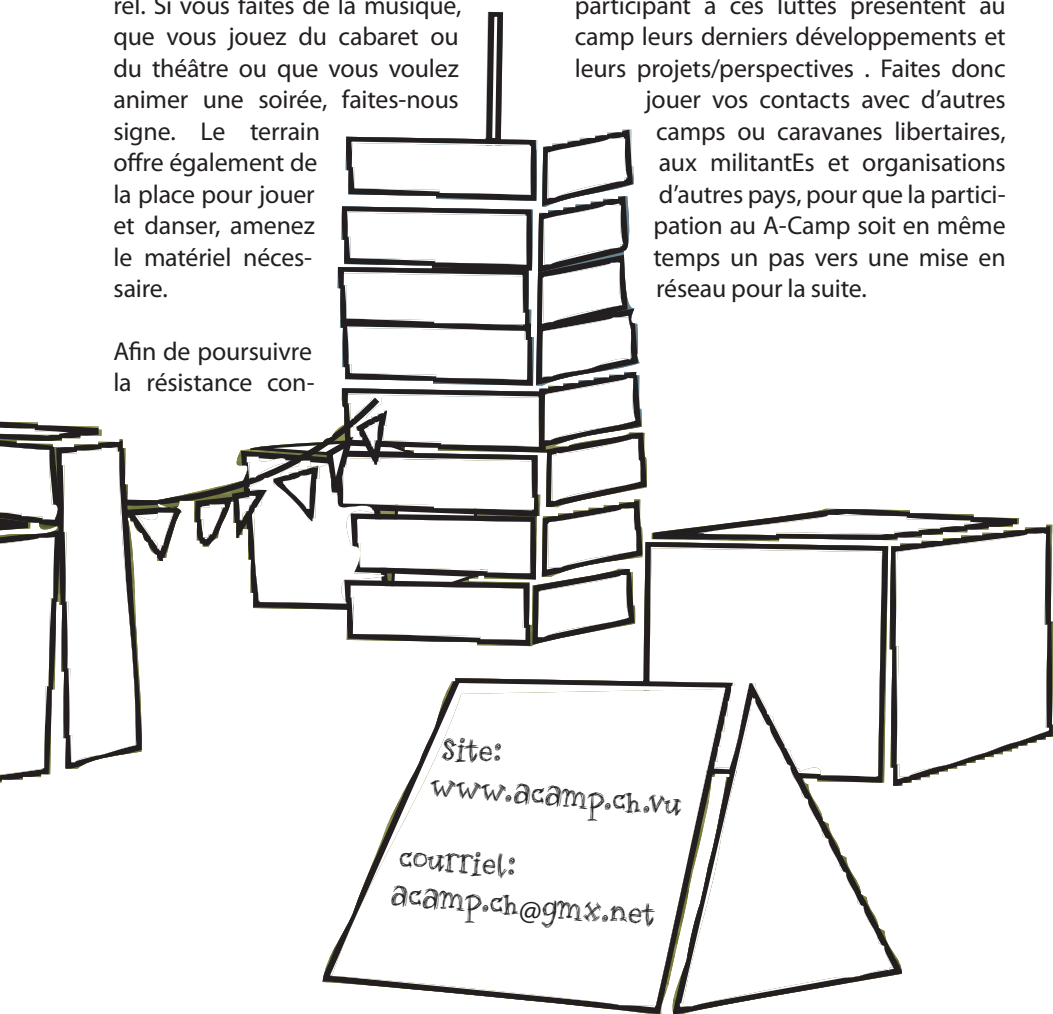 rel. Si vous faites de la musique,
que vous jouez du cabaret ou
du théâtre ou que vous voulez
animer une soirée, faites-nous
signe. Le terrain
offre également de
la place pour jouer
et danser, amenez
le matériel néces-
saire.
Afin de poursuivre
la résistance con-
participant à ces luttes présentent au
camp leurs derniers développements et
leurs projets/perspectives . Faites donc
jouer vos contacts avec d'autres
camps ou caravanes libertaires,
aux militantEs et organisations
d'autres pays, pour que la partici-
pation au A-Camp soit en même
temps un pas vers une mise en
réseau pour la suite.
Site:
www.acamp.ch.vu
courriel:
acamp.ch@gmx.net